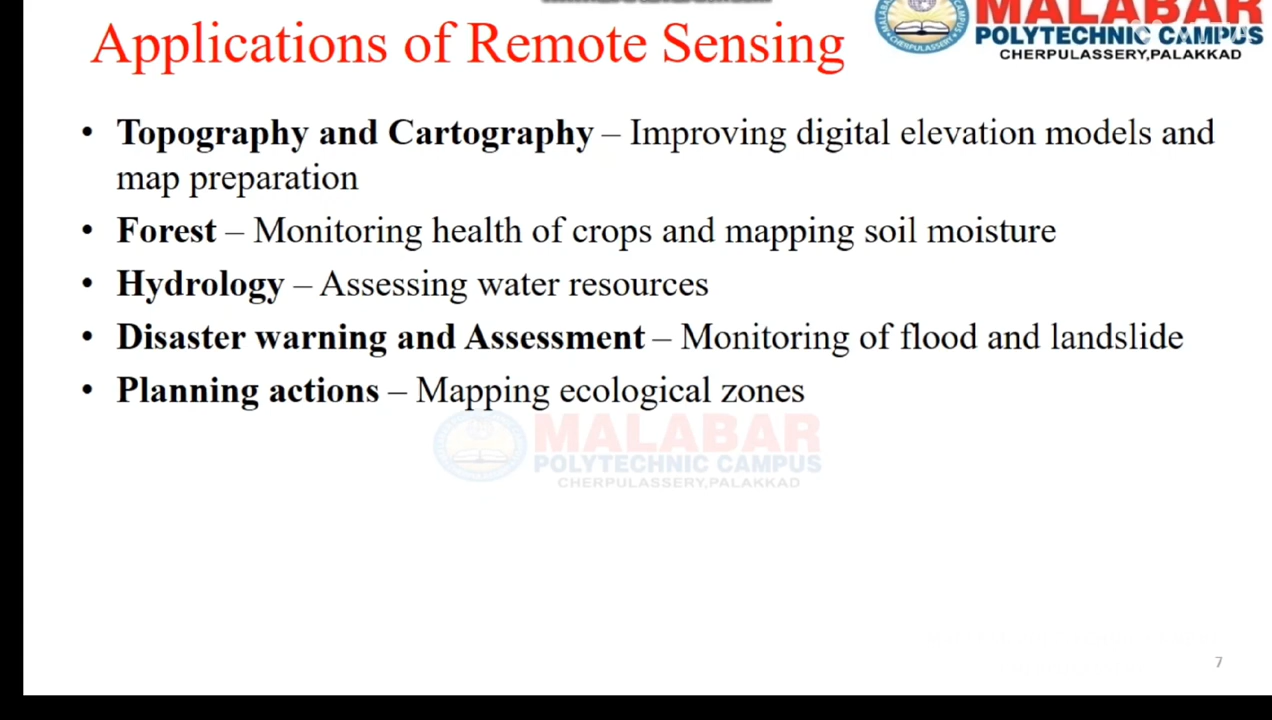 Applications of Remote Sensing
MALABAR
POLYTECHNIC CAMPUS
CHERPULASSERY,PALAKKAD
• Topography and Cartography – Improving digital elevation models and
map preparation
• Forest – Monitoring health of crops and mapping soil moisture
• Hydrology – Assessing water resources
• Disaster warning and Assessment – Monitoring of flood and landslide
• Planning actions – Mapping ecological zones
MALABAR
POLYTECHNIC CAMPUS
CHERPULASSERY,PALAKKAD
7